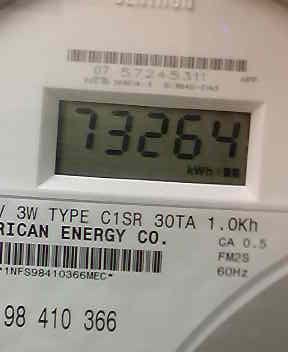 CENTRON
07 57245311
73264
kWh
V 3W TYPE C1SR 30TA 1.0Kh
RICAN ENERGY CO.
CA 0.5
FM2S
60Hz
*1NFS98410366MEC*
98 410 366